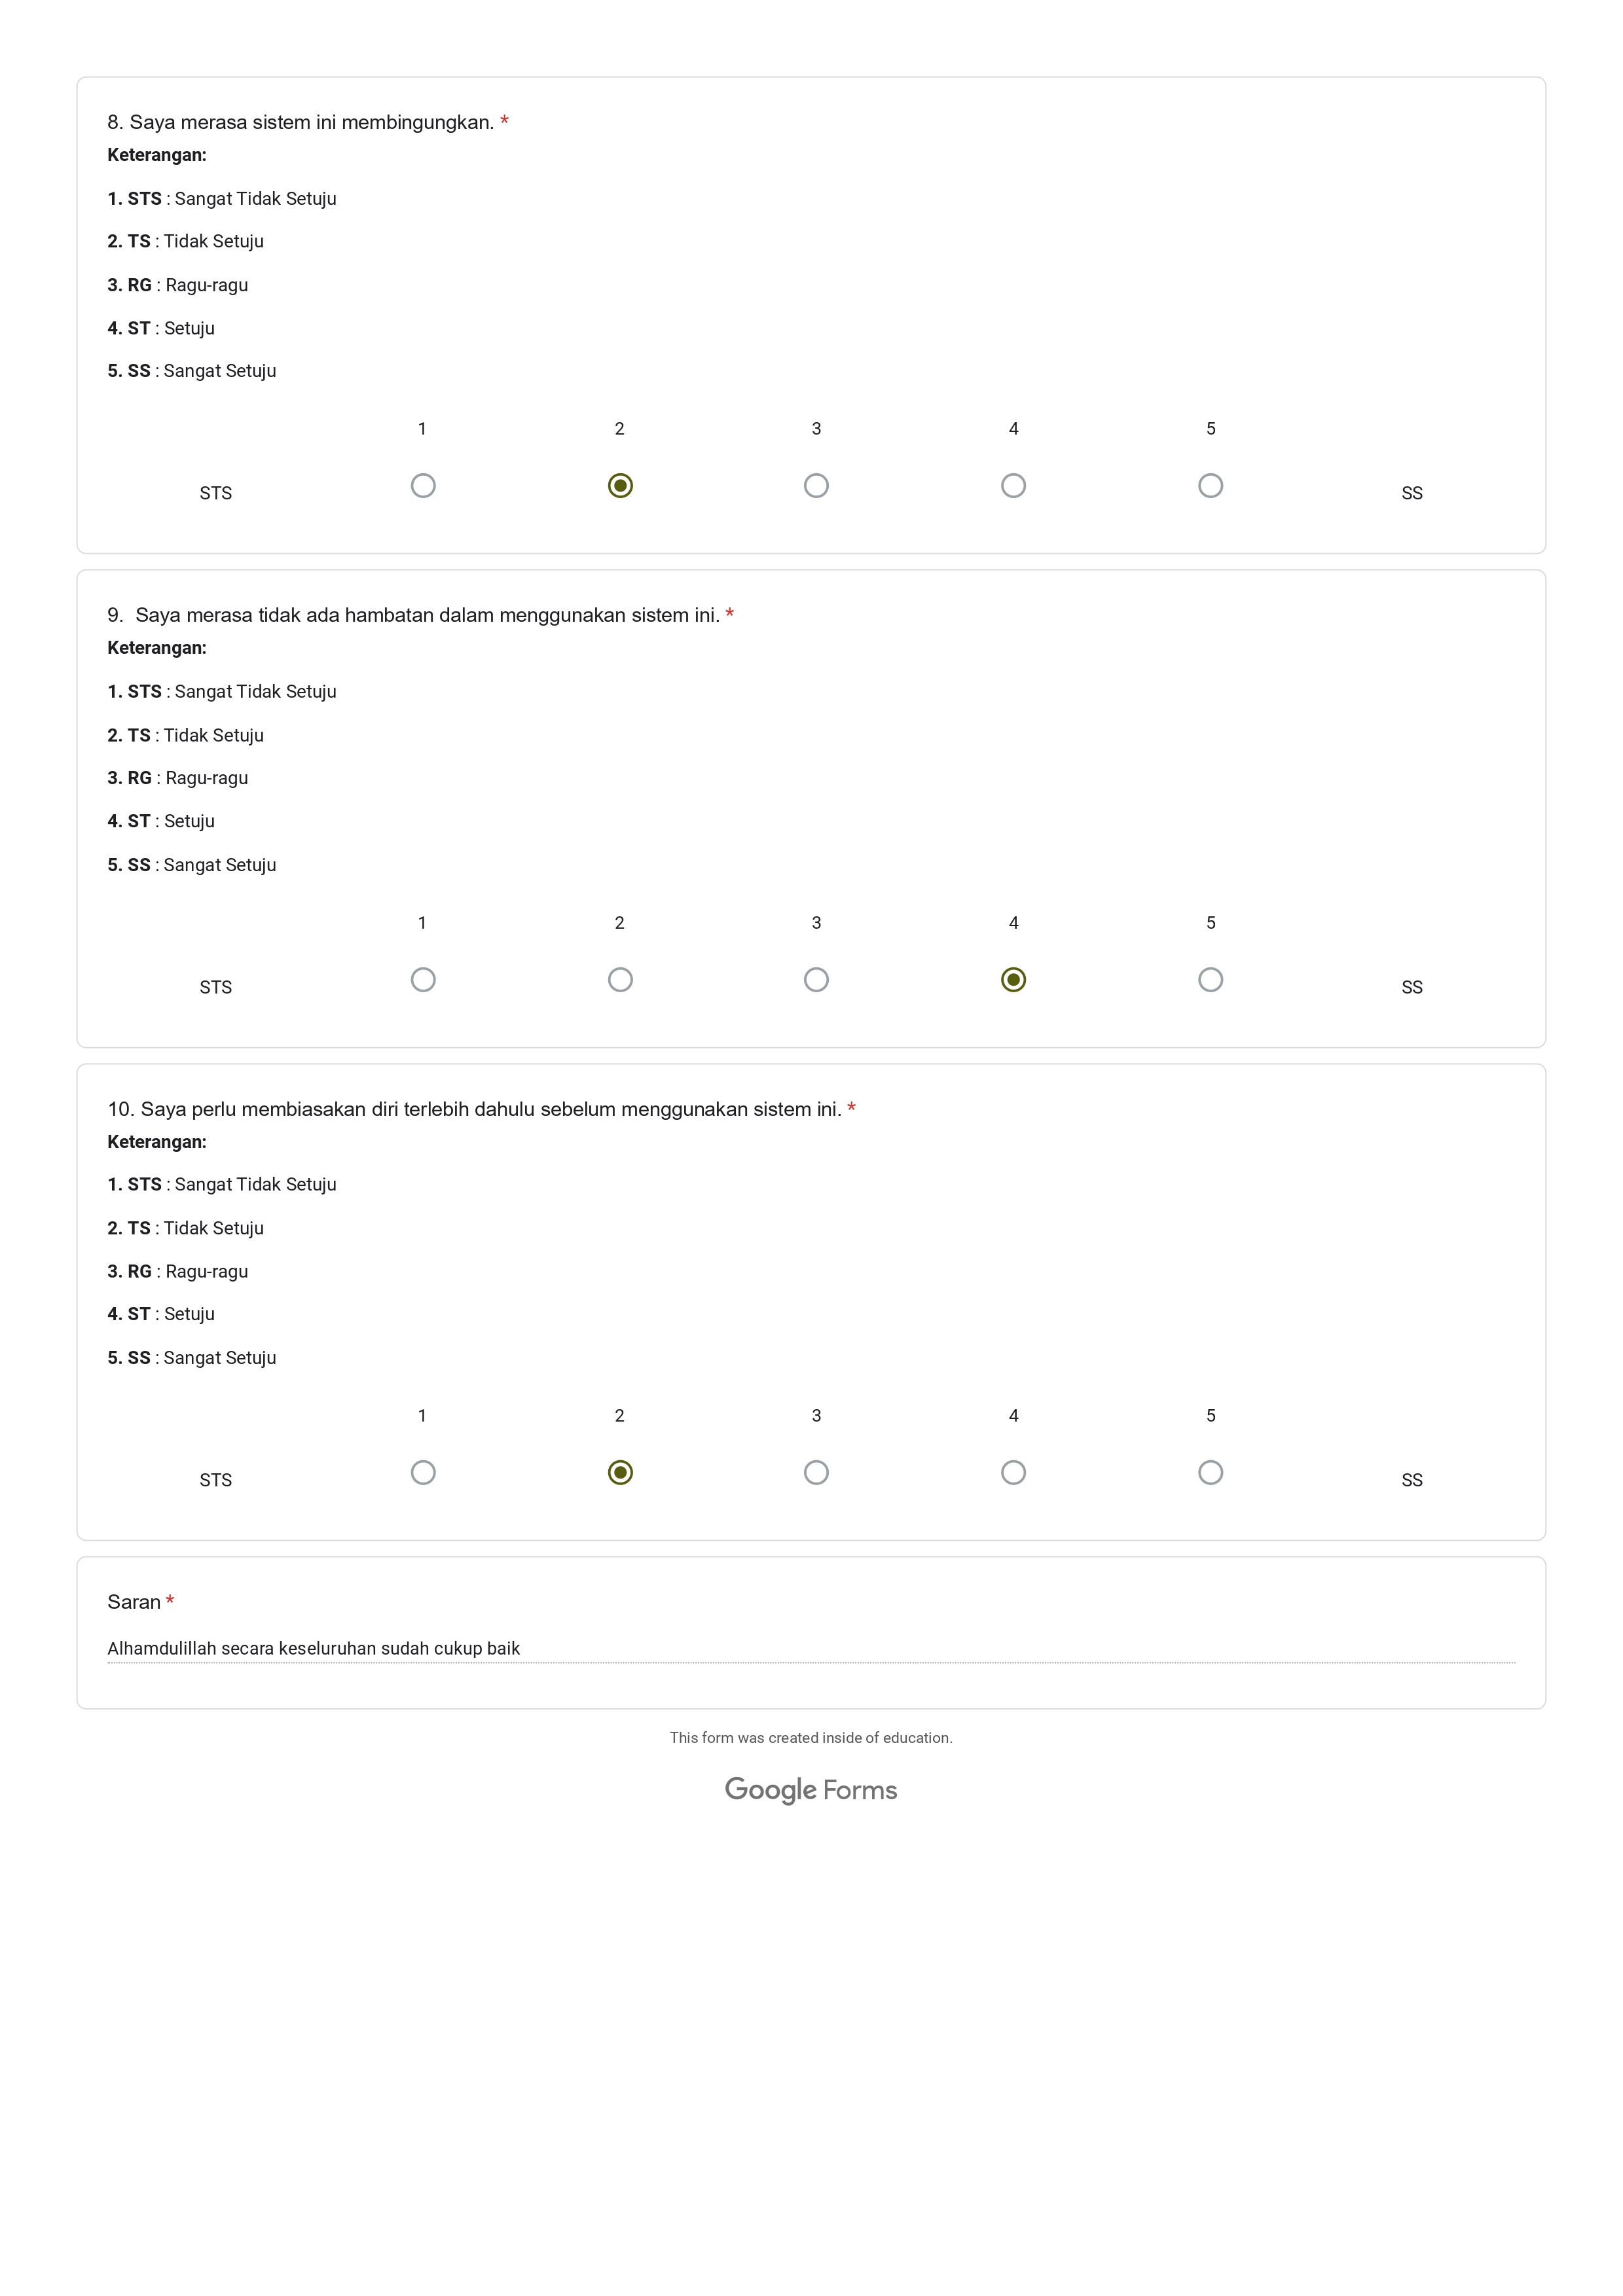 8. Saya merasa sistem ini membingungkan. *
Keterangan:
1. STS : Sangat Tidak Setuju
2. TS : Tidak Setuju
3. RG : Ragu-ragu
4. ST : Setuju
5. SS : Sangat Setuju
1 2 3 4 5
STS SS
9.  Saya merasa tidak ada hambatan dalam menggunakan sistem ini. *
Keterangan:
1. STS : Sangat Tidak Setuju
2. TS : Tidak Setuju
3. RG : Ragu-ragu
4. ST : Setuju
5. SS : Sangat Setuju
1 2 3 4 5
STS SS
10. Saya perlu membiasakan diri terlebih dahulu sebelum menggunakan sistem ini. *
Keterangan:
1. STS : Sangat Tidak Setuju
2. TS : Tidak Setuju
3. RG : Ragu-ragu
4. ST : Setuju
5. SS : Sangat Setuju
1 2 3 4 5
STS SS
Saran *
Alhamdulillah secara keseluruhan sudah cukup baik
This form was created inside of education.
Google Forms